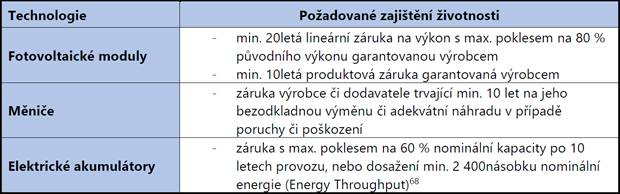 Technologie
Požadované zajištění životnosti
Fotovoltaické moduly
- min. 20letá lineární záruka na výkon s max. poklesem na 80 %
původního výkonu garantovanou výrobcem
- min. 10letá produktová záruka garantovaná výrobcem
Měniče
- záruka výrobce či dodavatele trvající min. 10 let na jeho
bezodkladnou výměnu či adekvátní náhradu v případě
poruchy či poškození
Elektrické akumulátory
- záruka s max. poklesem na 60 % nominální kapacity po 10
letech provozu, nebo dosažení min. 2 400násobku nominální
energie (Energy Throughput)68